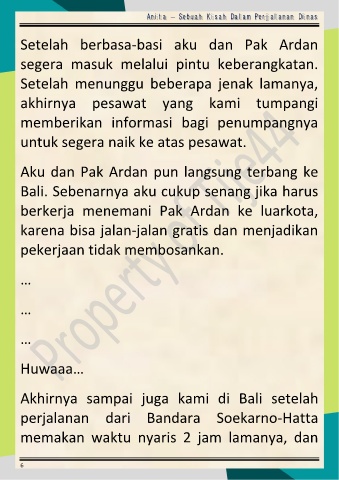 Anita – Sebuah Kisah Dalam Perjalanan Dinas
Setelah berbasa-basi aku dan Pak Ardan
segera masuk melalui pintu keberangkatan.
Setelah menunggu beberapa jenak lamanya,
akhirnya pesawat yang kami tumpangi
memberikan informasi bagi penumpangnya
untuk segera naik ke atas pesawat.
Aku dan Pak Ardan pun langsung terbang ke
Bali. Sebenarnya aku cukup senang jika harus
berkerja menemani Pak Ardan ke luarkota,
karena bisa jalan-jalan gratis dan menjadikan
pekerjaan tidak membosankan.
...
...
...
Huwaaa...
Akhirnya sampai juga kami di Bali setelah
perjalanan dari Bandara Soekarno-Hatta
memakan waktu nyaris 2 jam lamanya, dan
6
Property of Tje44